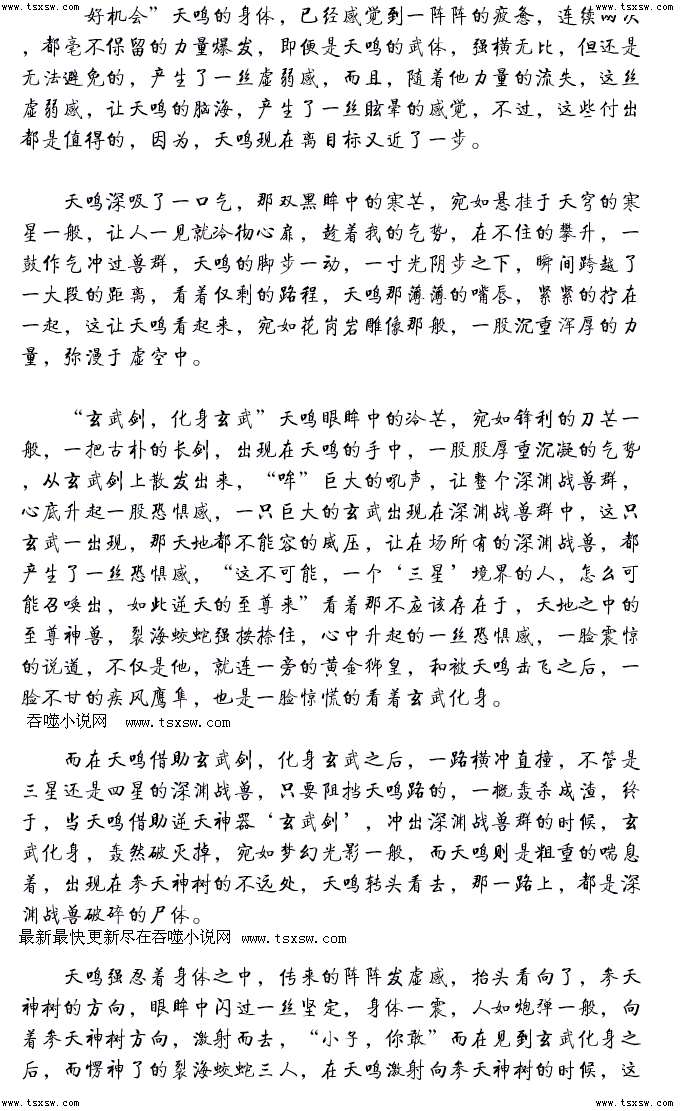 www.tsxsw.com www.tsxsw.com www.tsxsw.com
“好机会”天鸣的身体，已经感觉到一阵阵的疲惫，连续两次
，都毫不保留的力量爆发，即便是天鸣的武体，强横无比，但还是
无法避免的，产生了一丝虚弱感，而且，随着他力量的流失，这丝
虚弱感，让天鸣的脑海，产生了一丝眩晕的感觉，不过，这些付出
都是值得的，因为，天鸣现在离目标又近了一步。
天鸣深吸了一口气，那双黑眸中的寒芒，宛如悬挂于天穹的寒
星一般，让人一见就冷彻心扉，趁着我的气势，在不住的攀升，一
鼓作气冲过兽群，天鸣的脚步一动，一寸光阴步之下，瞬间跨越了
一大段的距离，看着仅剩的路程，天鸣那薄薄的嘴唇，紧紧的拧在
一起，这让天鸣看起来，宛如花岗岩雕像那般，一股沉重浑厚的力
量，弥漫于虚空中。
“玄武剑，化身玄武”天鸣眼眸中的冷芒，宛如锋利的刀芒一
般，一把古朴的长剑，出现在天鸣的手中，一股股厚重沉凝的气势
，从玄武剑上散发出来，“哞”巨大的吼声，让整个深渊战兽群，
心底升起一股恐惧感，一只巨大的玄武出现在深渊战兽群中，这只
玄武一出现，那天地都不能容的威压，让在场所有的深渊战兽，都
产生了一丝恐惧感，“这不可能，一个‘三星’境界的人，怎么可
能召唤出，如此逆天的至尊来”看着那不应该存在于，天地之中的
至尊神兽，裂海蛟蛇强按捺住，心中升起的一丝恐惧感，一脸震惊
的说道，不仅是他，就连一旁的黄金狮皇，和被天鸣击飞之后，一
脸不甘的疾风鹰隼，也是一脸惊慌的看着玄武化身。
吞噬小说网 www.tsxsw.com
而在天鸣借助玄武剑，化身玄武之后，一路横冲直撞，不管是
三星还是四星的深渊战兽，只要阻挡天鸣路的，一概轰杀成渣，终
于，当天鸣借助逆天神器‘玄武剑’，冲出深渊战兽群的时候，玄
武化身，轰然破灭掉，宛如梦幻光影一般，而天鸣则是粗重的喘息
着，出现在参天神树的不远处，天鸣转头看去，那一路上，都是深
渊战兽破碎的尸体。
最新最快更新尽在吞噬小说网 www.tsxsw.com
天鸣强忍着身体之中，传来的阵阵发虚感，抬头看向了，参天
神树的方向，眼眸中闪过一丝坚定，身体一震，人如炮弹一般，向
着参天神树方向，激射而去，“小子，你敢”而在见到玄武化身之
后，而愣神了的裂海蛟蛇三人，在天鸣激射向参天神树的时候，这
www.tsxsw.com www.tsxsw.com www.tsxsw.com